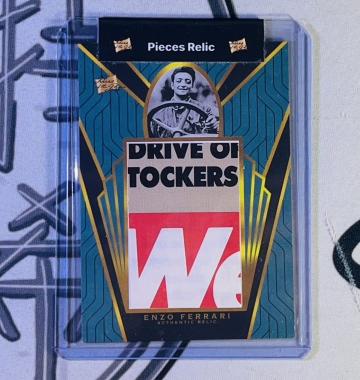 Pieces Relic
DRIVE OF
TOCKERS
We
ENZO FERRARI
AUTHENTIC RELIC